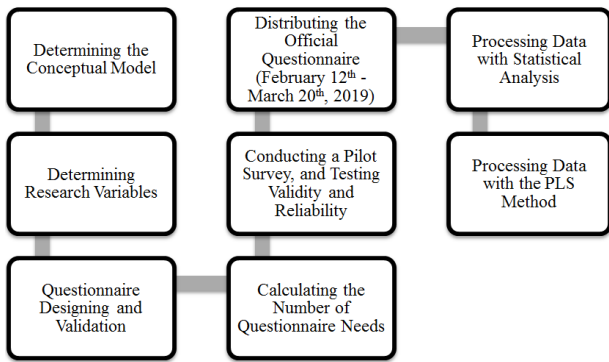 Determining the
Conceptual Model
Determining
Research Variables
Questionnaire
Designing and
Validation
Calculating the
Number of
Questionnaire Needs
Conducting a Pilot
Survey, and Testing
Validity and
Reliability
Distributing the
Official
Questionnaire
(February 12th -
March 20th, 2019)
Processing Data
with Statistical
Analysis
Processing Data
with the PLS
Method